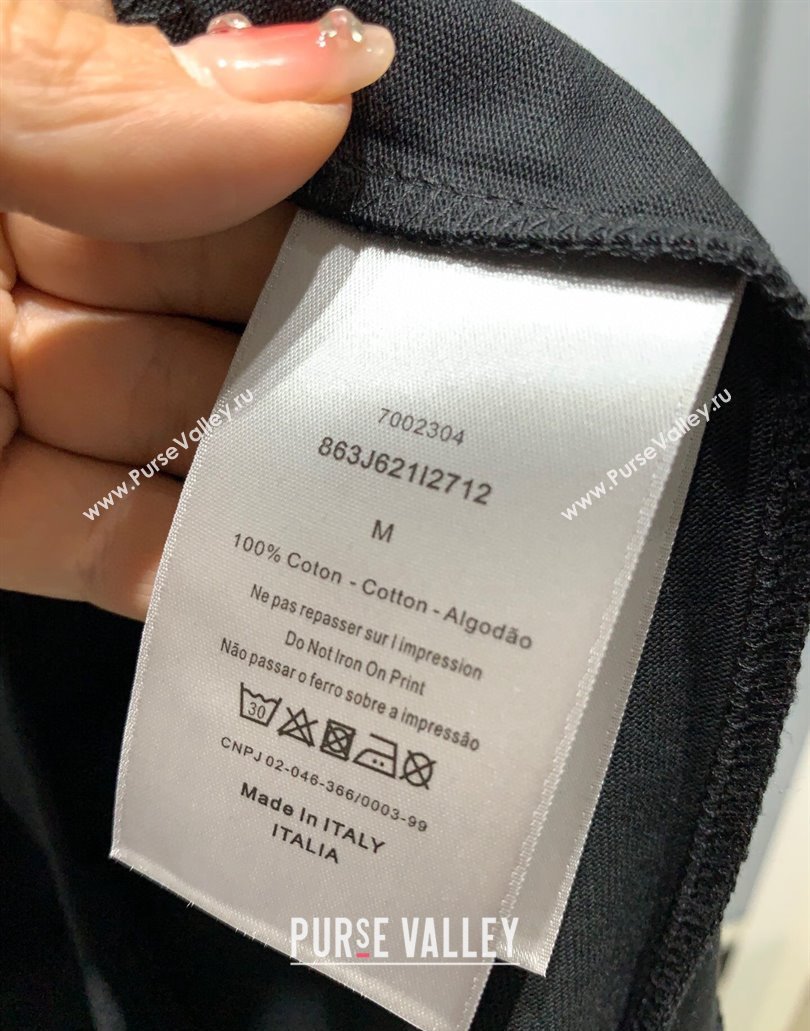 7002304
863J621I2712
M
100% Coton - Cotton - Algodão
Ne pas repasser sur l impression
Do Not Iron On Print
Não passar o ferro sobre a impressão
30
CNPJ 02-046-366/0003-99
Made In ITALY
ITALIA
www.PurseValley.ru
www.PurseValley.ru
PURSE VALLEY